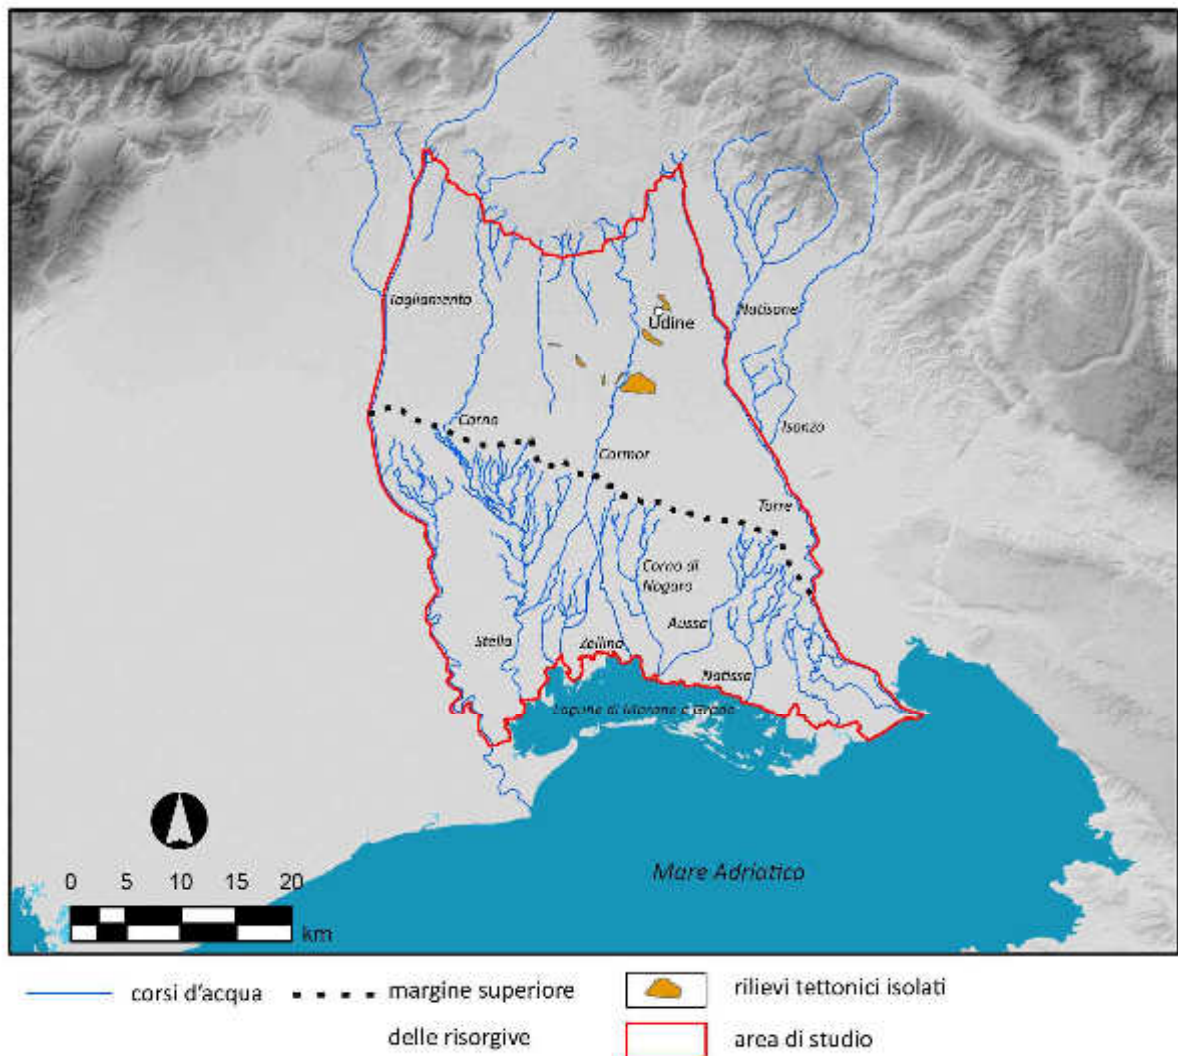 Tagliamento
Natisone
Udine
Corno
Isonzo
Cormor
Torre
Corno di
Nogaro
Aussa
Stella
Zellina
Natissa
Lagune di Marano e Grado
Mare Adriatico
0 5 10 15 20
km
corsi d'acqua
margine superiore
delle risorgive
rilievi tettonici isolati
area di studio